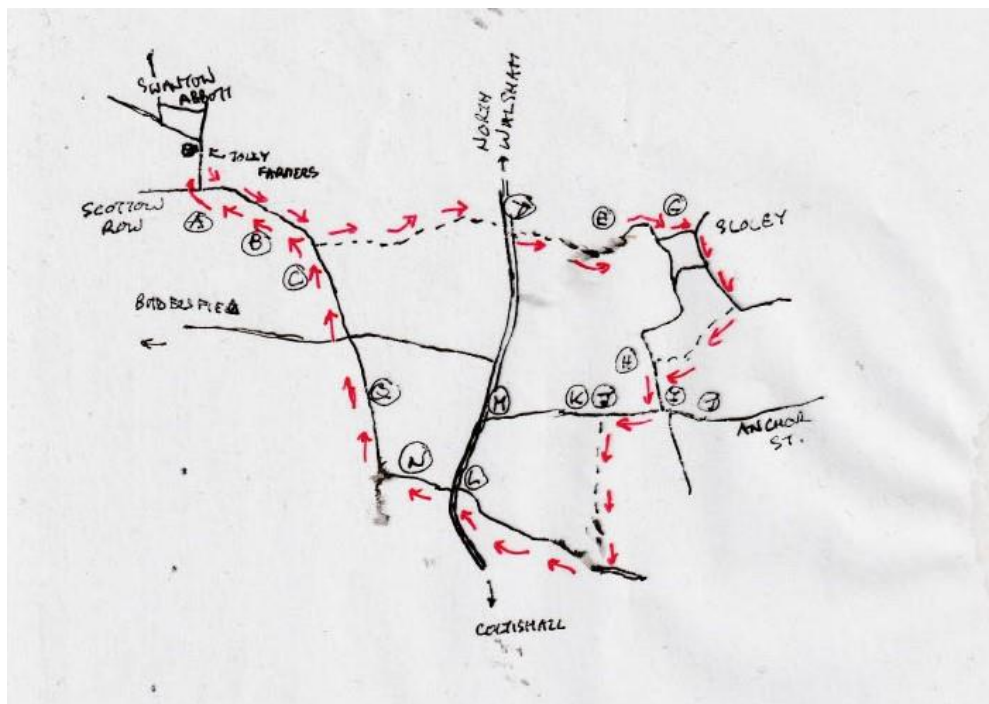 SWANTON
ABBOTT
NORTH
WALSHAM
JOLLY
FARMERS
SCOTTOW
ROW
A
B
C
D
E
G
SLOLEY
H
K
I
M
ANCHOR
ST.
N
L
COLTISHALL